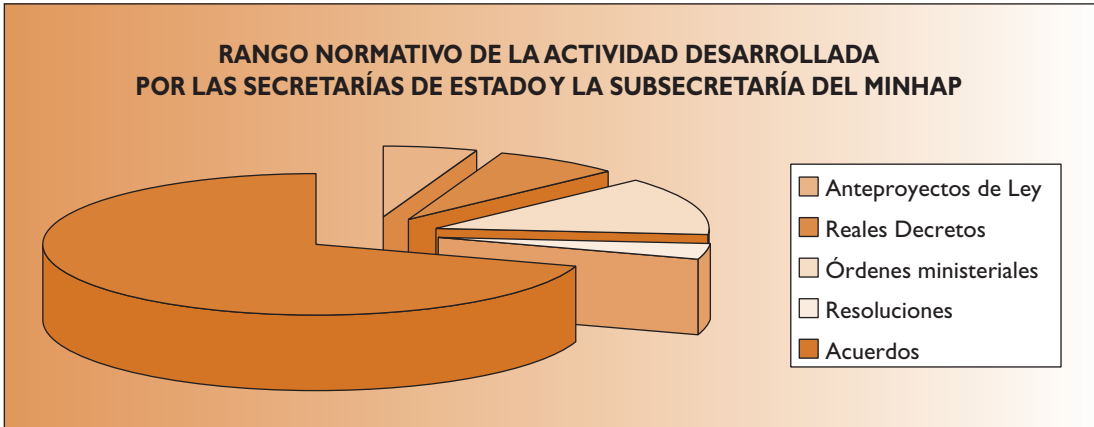 RANGO NORMATIVO DE LA ACTIVIDAD DESARROLLADA
POR LAS SECRETARÍAS DE ESTADO Y LA SUBSECRETARÍA DEL MINHAP
Anteproyectos de Ley
Reales Decretos
Órdenes ministeriales
Resoluciones
Acuerdos